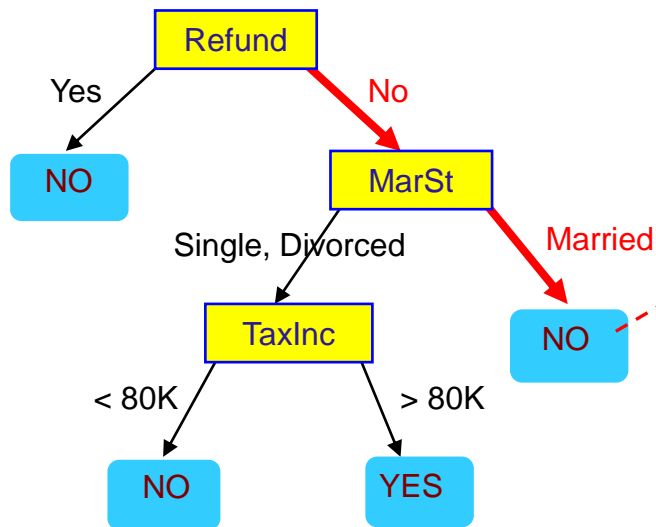 Refund
Yes
No
NO
MarSt
Single, Divorced
Married
TaxInc
NO
< 80K
> 80K
NO
YES